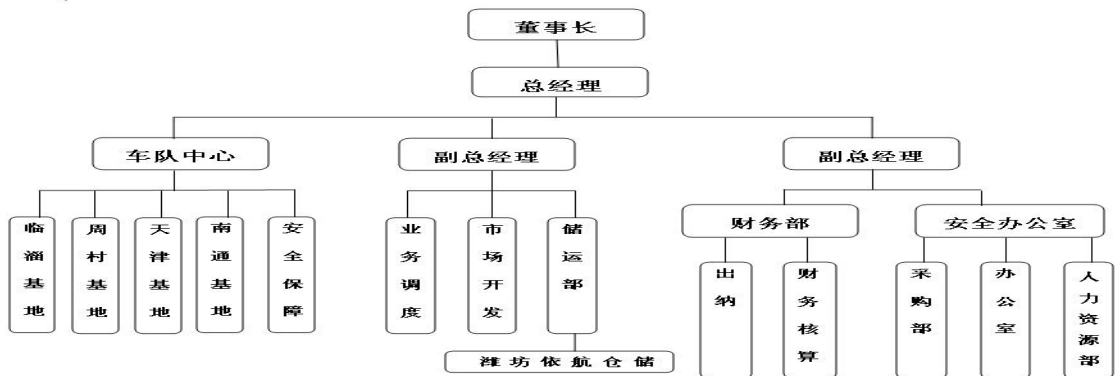 董事长
总经理
车队中心
副总经理
副总经理
临淄基地
周村基地
天津基地
南通基地
安全保障
业务调度
市场开发
储运部
财务部
安全办公室
出纳
财务核算
采购部
办公室
人力资源部
潍坊依航仓储